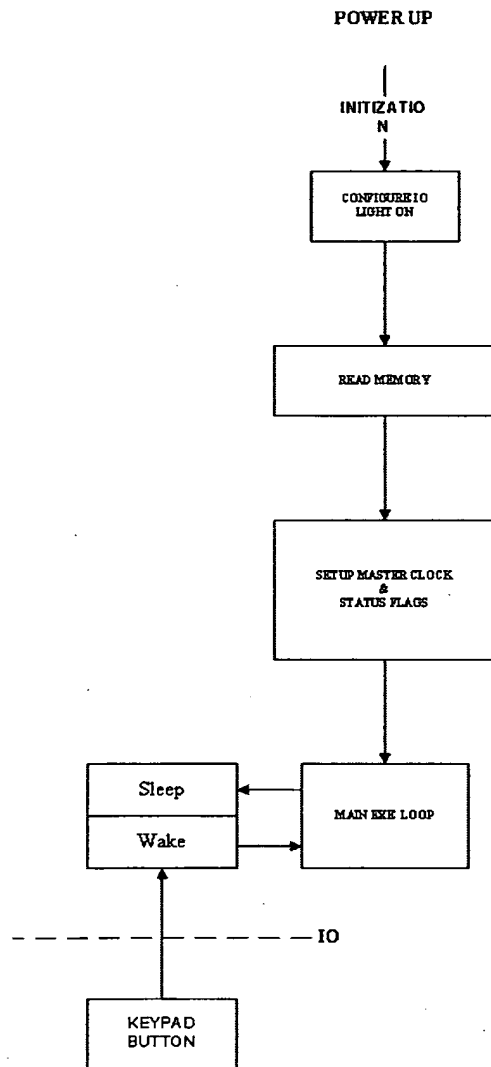 POWER UP
INITIZATIO
N
CONFIGURE IO
LIGHT ON
READ MEMORY
SETUP MASTER CLOCK
&
STATUS FLAGS
Sleep
MAIN EXE LOOP
Wake
IO
KEYPAD
BUTTON